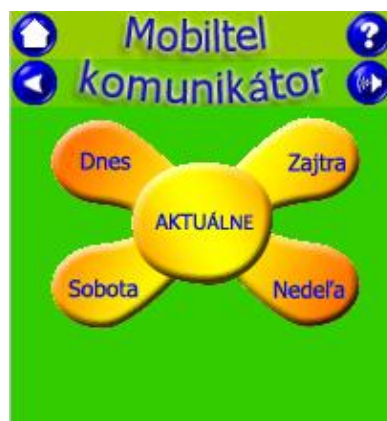 Mobiltel
?
komunikátor
Dnes
Zajtra
AKTUÁLNE
Sobota
Nedeľa